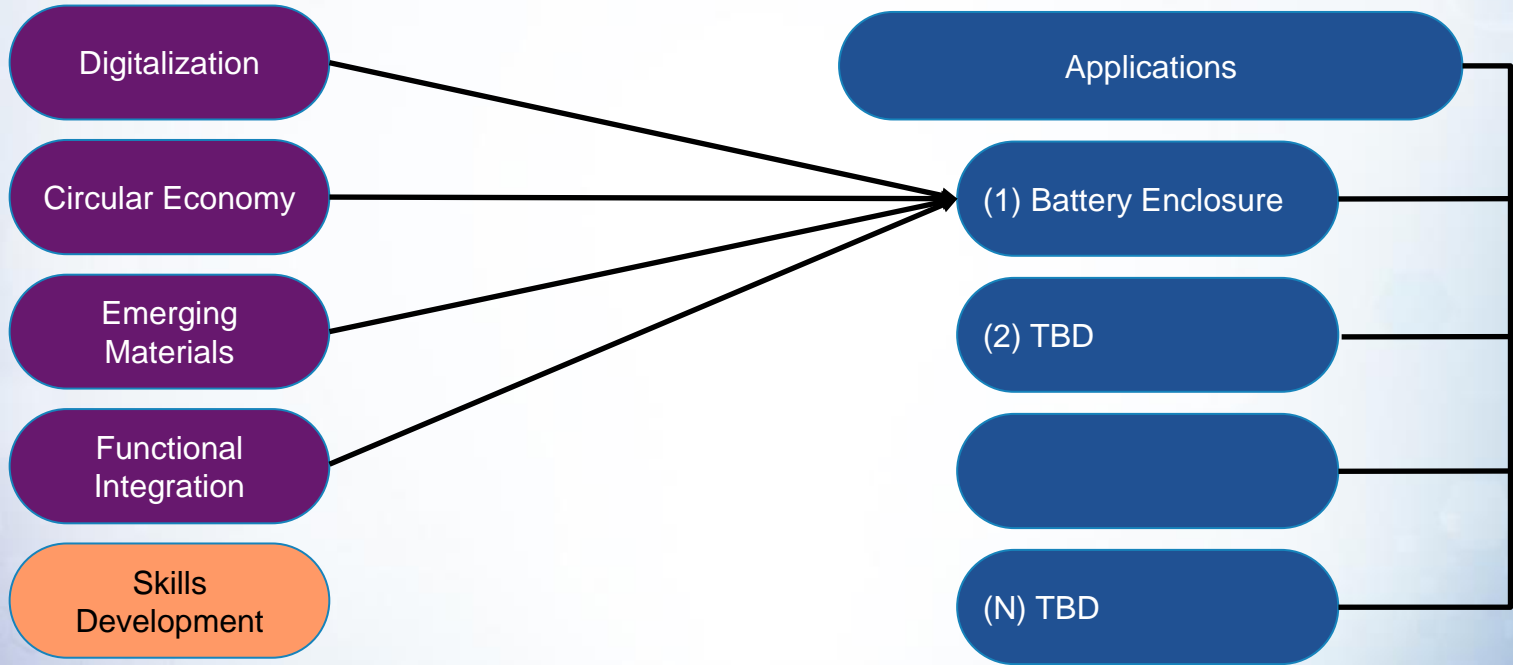 Digitalization
Circular Economy
Emerging
Materials
Functional
Integration
Skills
Development
Applications
(1) Battery Enclosure
(2) TBD
(N) TBD